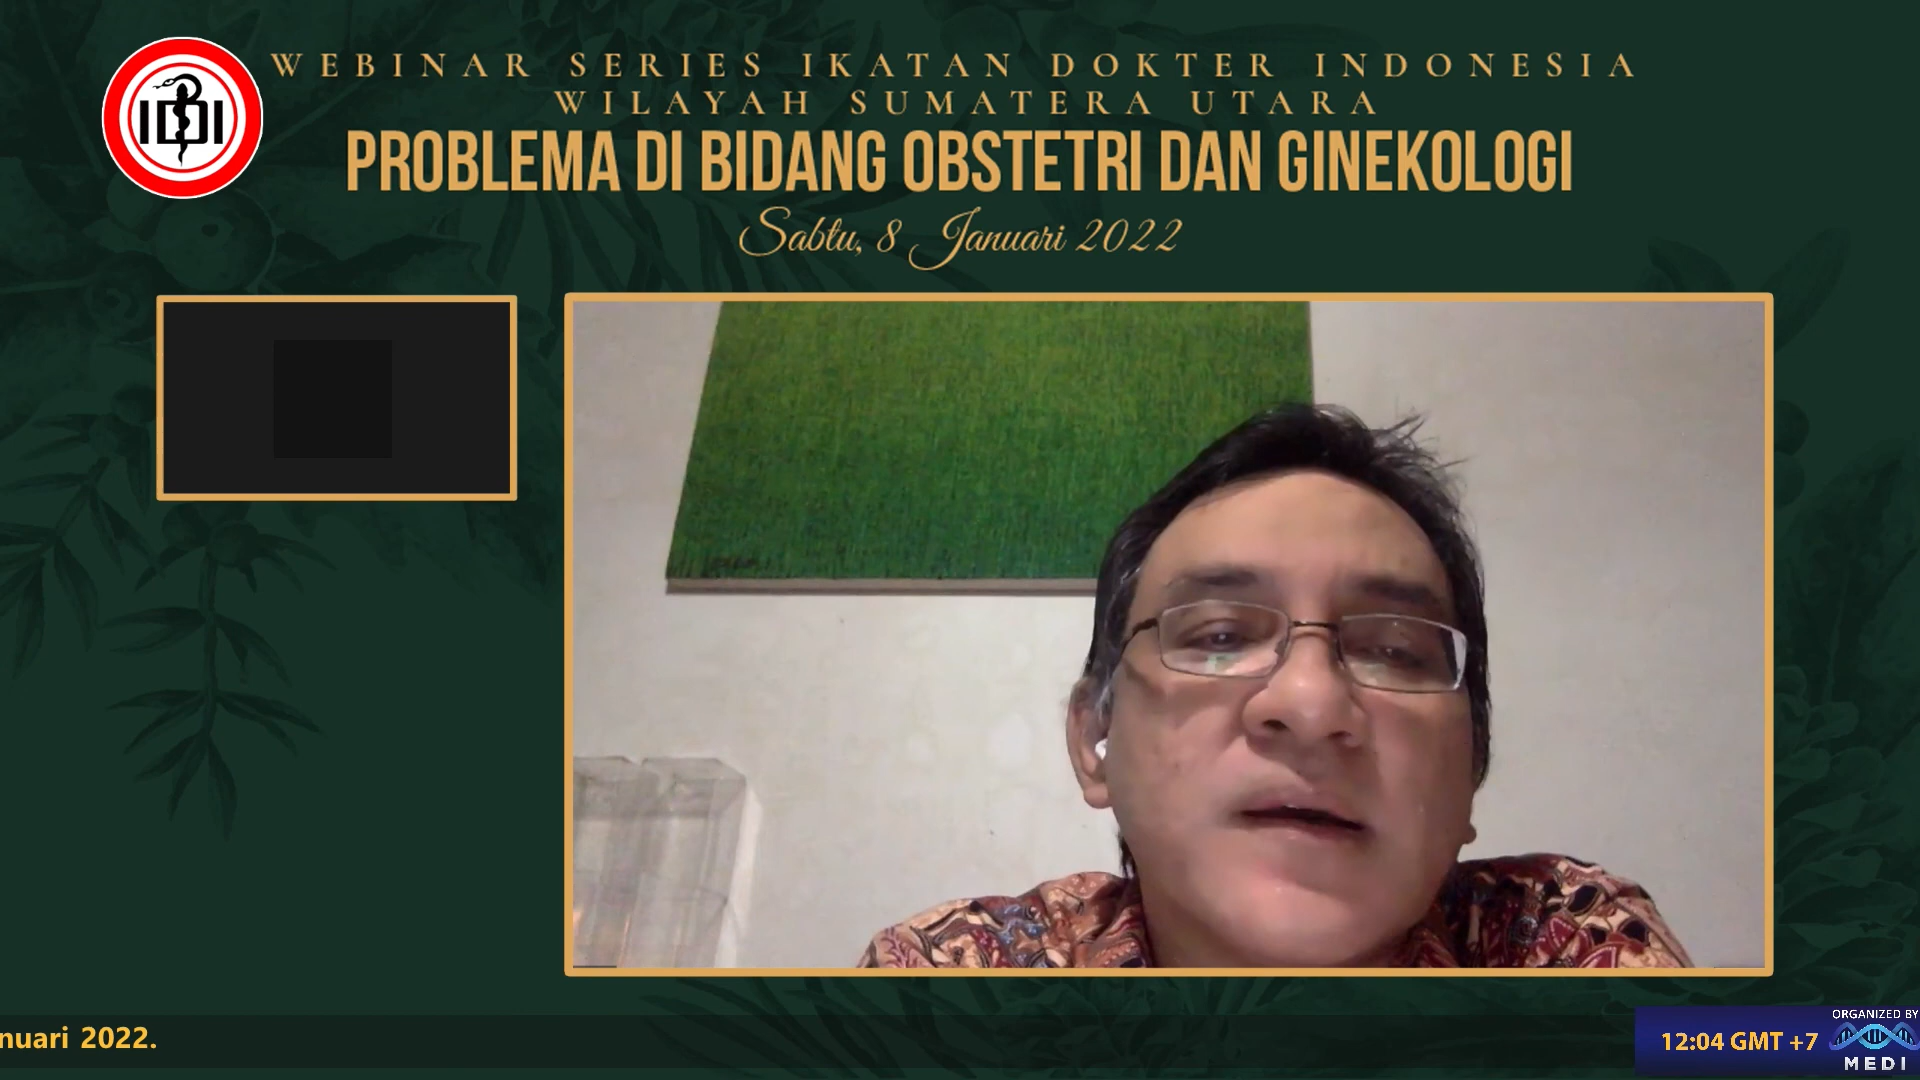 WEBINAR SERIES IKATAN DOKTER INDONESIA
WILAYAH SUMATERA UTARA
PROBLEMA DI BIDANG OBSTETRI DAN GINEKOLOGI
Sabtu, 8 Januari 2022
IDI
nuari 2022.
12:04 GMT +7
ORGANIZED BY
MEDI